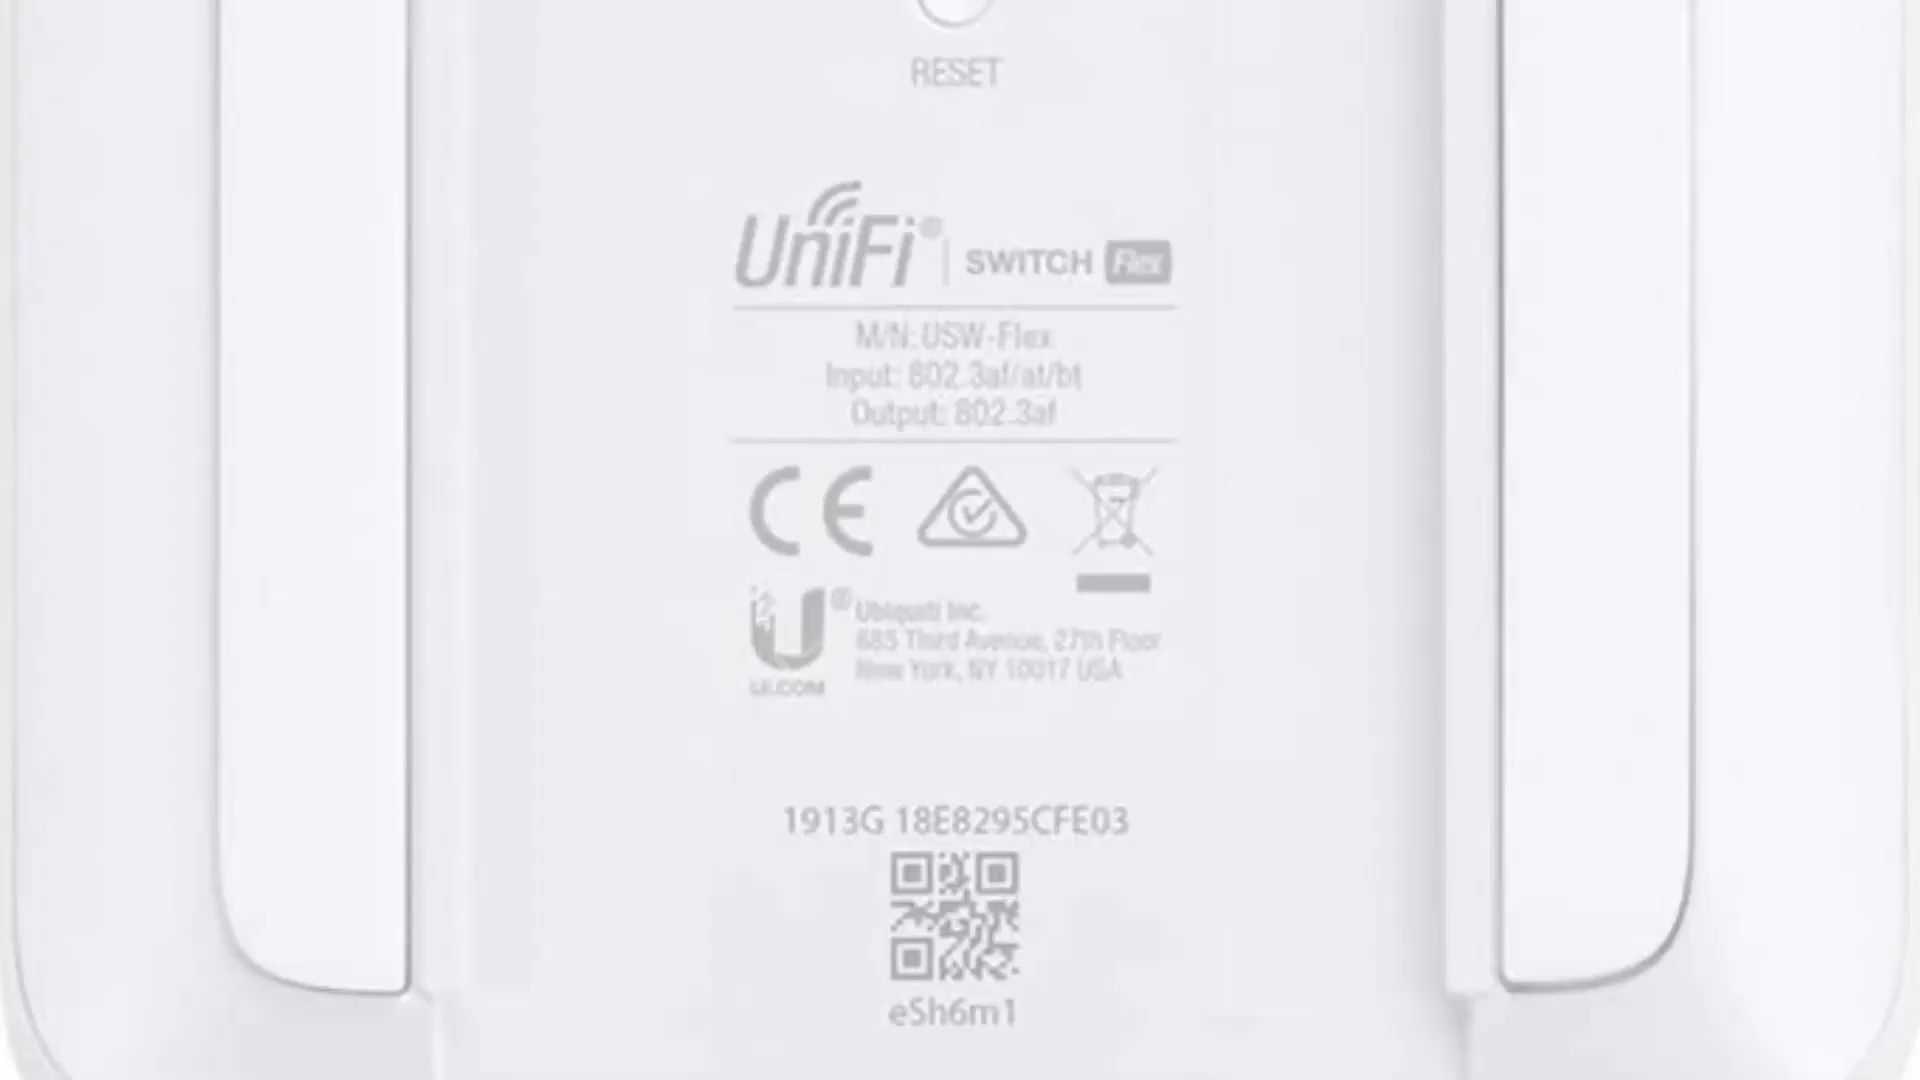 RESET
UniFi® | SWITCH Flex
M/N: USW-Flex
Input: 802.3af/at/bt
Output: 802.3af
CE
U® Ubiquiti Inc.
685 Third Avenue, 27th Floor
New York, NY 10017 USA
UI.COM
1913G 18E8295CFE03
eSh6m1